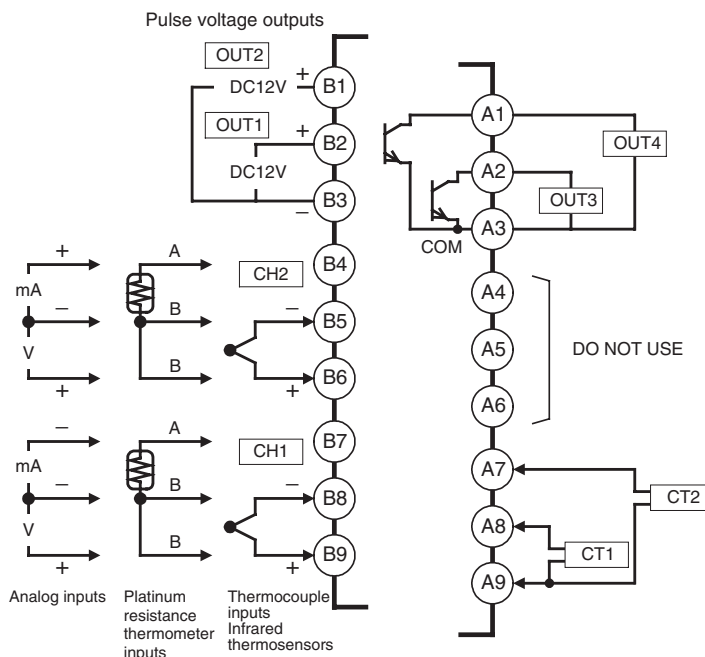 Pulse voltage outputs
OUT2
+
DC12V
B1
OUT1
+
B2
DC12V
B3
–
A1
OUT4
A2
OUT3
A3
COM
+
A
CH2
B4
mA
–
B
–
B5
V
+
B
+
B6
A4
A5
DO NOT USE
A6
–
A
CH1
B7
mA
–
B
–
B8
V
+
B
+
B9
A7
CT2
A8
CT1
A9
Analog inputs
Platinum
resistance
thermometer
inputs
Thermocouple
inputs
Infrared
thermosensors